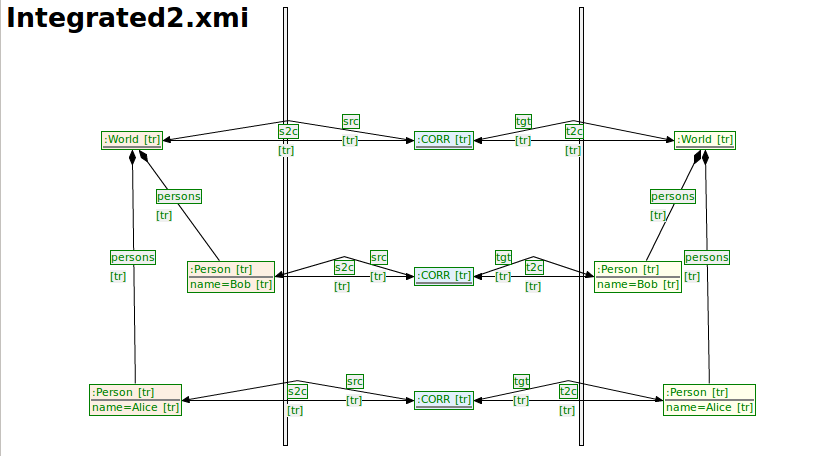 Integrated2.xmi
src
tgt
s2c
t2c
:World [tr]
:CORR [tr]
:World [tr]
[tr]
[tr]
[tr]
[tr]
persons
persons
[tr]
[tr]
persons
src
tgt
persons
s2c
t2c
:Person [tr]
:Person [tr]
[tr]
[tr]
:CORR [tr]
[tr]
[tr]
name=Bob [tr]
name=Bob [tr]
[tr]
[tr]
src
tgt
s2c
t2c
:Person [tr]
:Person [tr]
[tr]
:CORR [tr]
[tr]
name=Alice [tr]
name=Alice [tr]
[tr]
[tr]